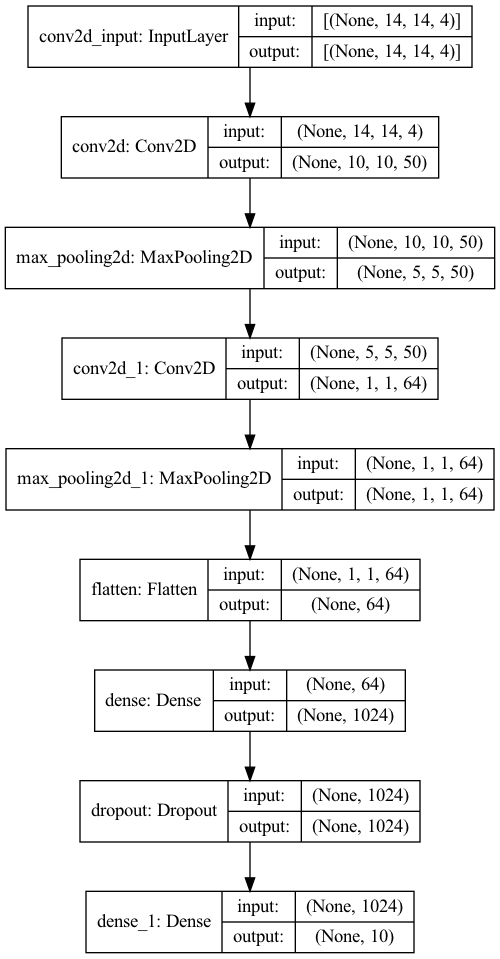 conv2d_input: InputLayer
input: [(None, 14, 14, 4)]
output: [(None, 14, 14, 4)]
conv2d: Conv2D
input: (None, 14, 14, 4)
output: (None, 10, 10, 50)
max_pooling2d: MaxPooling2D
input: (None, 10, 10, 50)
output: (None, 5, 5, 50)
conv2d_1: Conv2D
input: (None, 5, 5, 50)
output: (None, 1, 1, 64)
max_pooling2d_1: MaxPooling2D
input: (None, 1, 1, 64)
output: (None, 1, 1, 64)
flatten: Flatten
input: (None, 1, 1, 64)
output: (None, 64)
dense: Dense
input: (None, 64)
output: (None, 1024)
dropout: Dropout
input: (None, 1024)
output: (None, 1024)
dense_1: Dense
input: (None, 1024)
output: (None, 10)